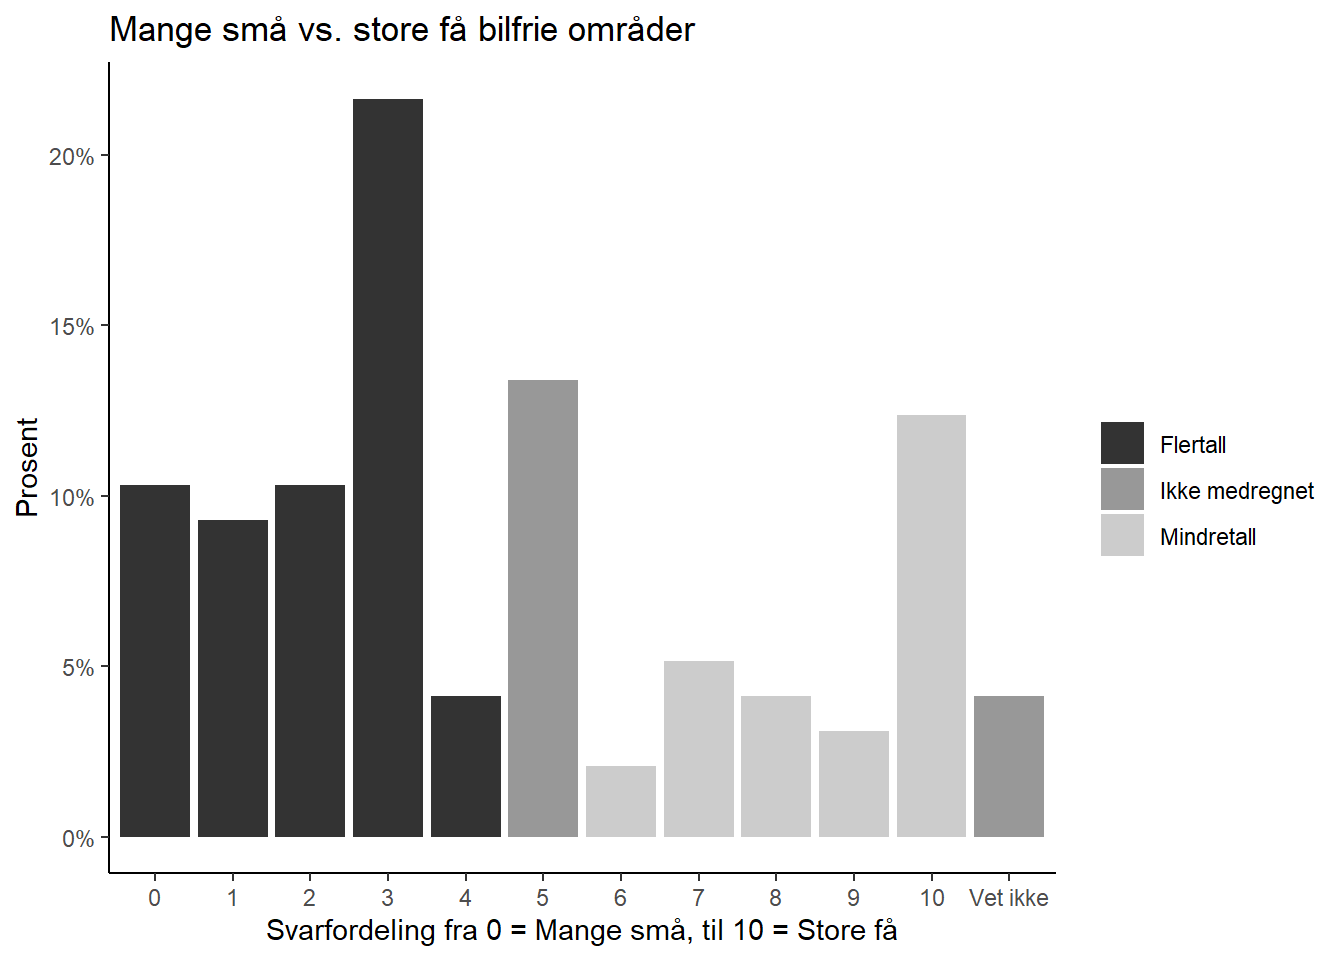 Mange små vs. store få bilfrie områder
Prosent
20%
15%
10%
5%
0%
0 1 2 3 4 5 6 7 8 9 10 Vet ikke
Svarfordeling fra 0 = Mange små, til 10 = Store få
Flertall
Ikke medregnet
Mindretall